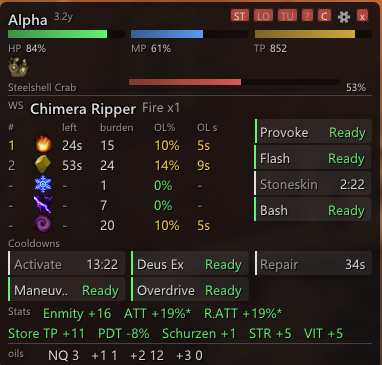 Alpha 3.2y ST LO TU ? C x
HP 84% MP 61% TP 852
Steelshell Crab 53%
WS Chimera Ripper Fire x1
# left burden OL% OL s
1 24s 15 10% 5s
2 53s 24 14% 9s
- - 1 0% -
- - 7 0% -
- - 20 10% 5s
Provoke Ready
Flash Ready
Stoneskin 2:22
Bash Ready
Cooldowns
Activate 13:22 Deus Ex Ready Repair 34s
Maneuv.. Ready Overdrive Ready
Stats Enmity +16 ATT +19%* R.ATT +19%*
Store TP +11 PDT -8% Schurzen +1 STR +5 VIT +5
oils NQ 3 +1 1 +2 12 +3 0